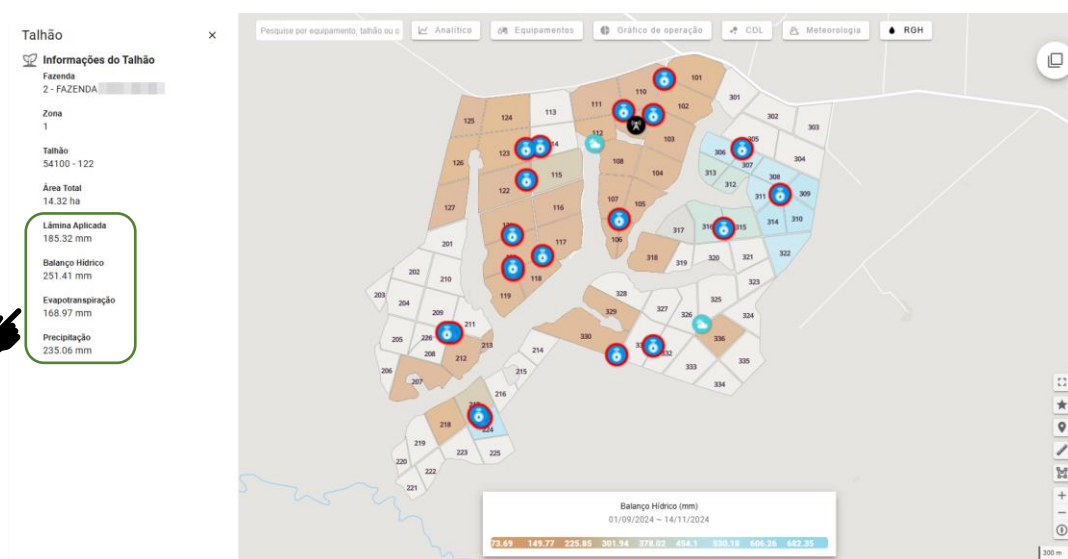 Talhão
×
Informações do Talhão
Fazenda
2 - FAZENDA
Zona
1
Talhão
54100 - 122
Área Total
14.32 ha
Lâmina Aplicada
185.32 mm
Balanço Hídrico
251.41 mm
Evapotranspiração
168.97 mm
Precipitação
235.06 mm
Pesquise por equipamento, talhão ou c
Analítico
Equipamentos
Gráfico de operação
CDL
Meteorologia
RGH
101
110
111
102
301
302
303
125
124
113
112
103
305
306
307
304
123
126
108
104
313
312
308
115
122
311
309
127
116
107
105
314
310
317
315
106
117
201
318
319
320
321
322
118
202
210
323
203
204
119
328
325
209
329
327
326
324
211
205
208
213
330
336
212
214
206
215
335
207
333
216
334
218
219
223
225
220
222
221
Balanço Hídrico (mm)
01/09/2024 ~ 14/11/2024
73.69 149.77 225.85 301.94 378.02 454.1 530.18 606.26 682.35
300 m